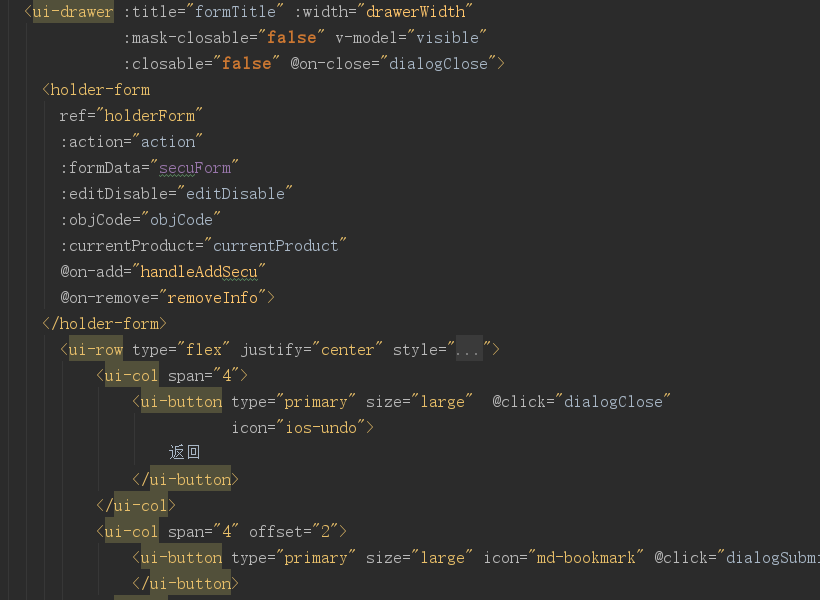 <ui-drawer :title="formTitle" :width="drawerWidth"
:mask-closable="false" v-model="visible"
:closable="false" @on-close="dialogClose">
<holder-form
ref="holderForm"
:action="action"
:formData="secuForm"
:editDisable="editDisable"
:objCode="objCode"
:currentProduct="currentProduct"
@on-add="handleAddSecu"
@on-remove="removeInfo">
</holder-form>
<ui-row type="flex" justify="center" style="...">
<ui-col span="4">
<ui-button type="primary" size="large" @click="dialogClose"
icon="ios-undo">
返回
</ui-button>
</ui-col>
<ui-col span="4" offset="2">
<ui-button type="primary" size="large" icon="md-bookmark" @click="dialogSubm
</ui-button>